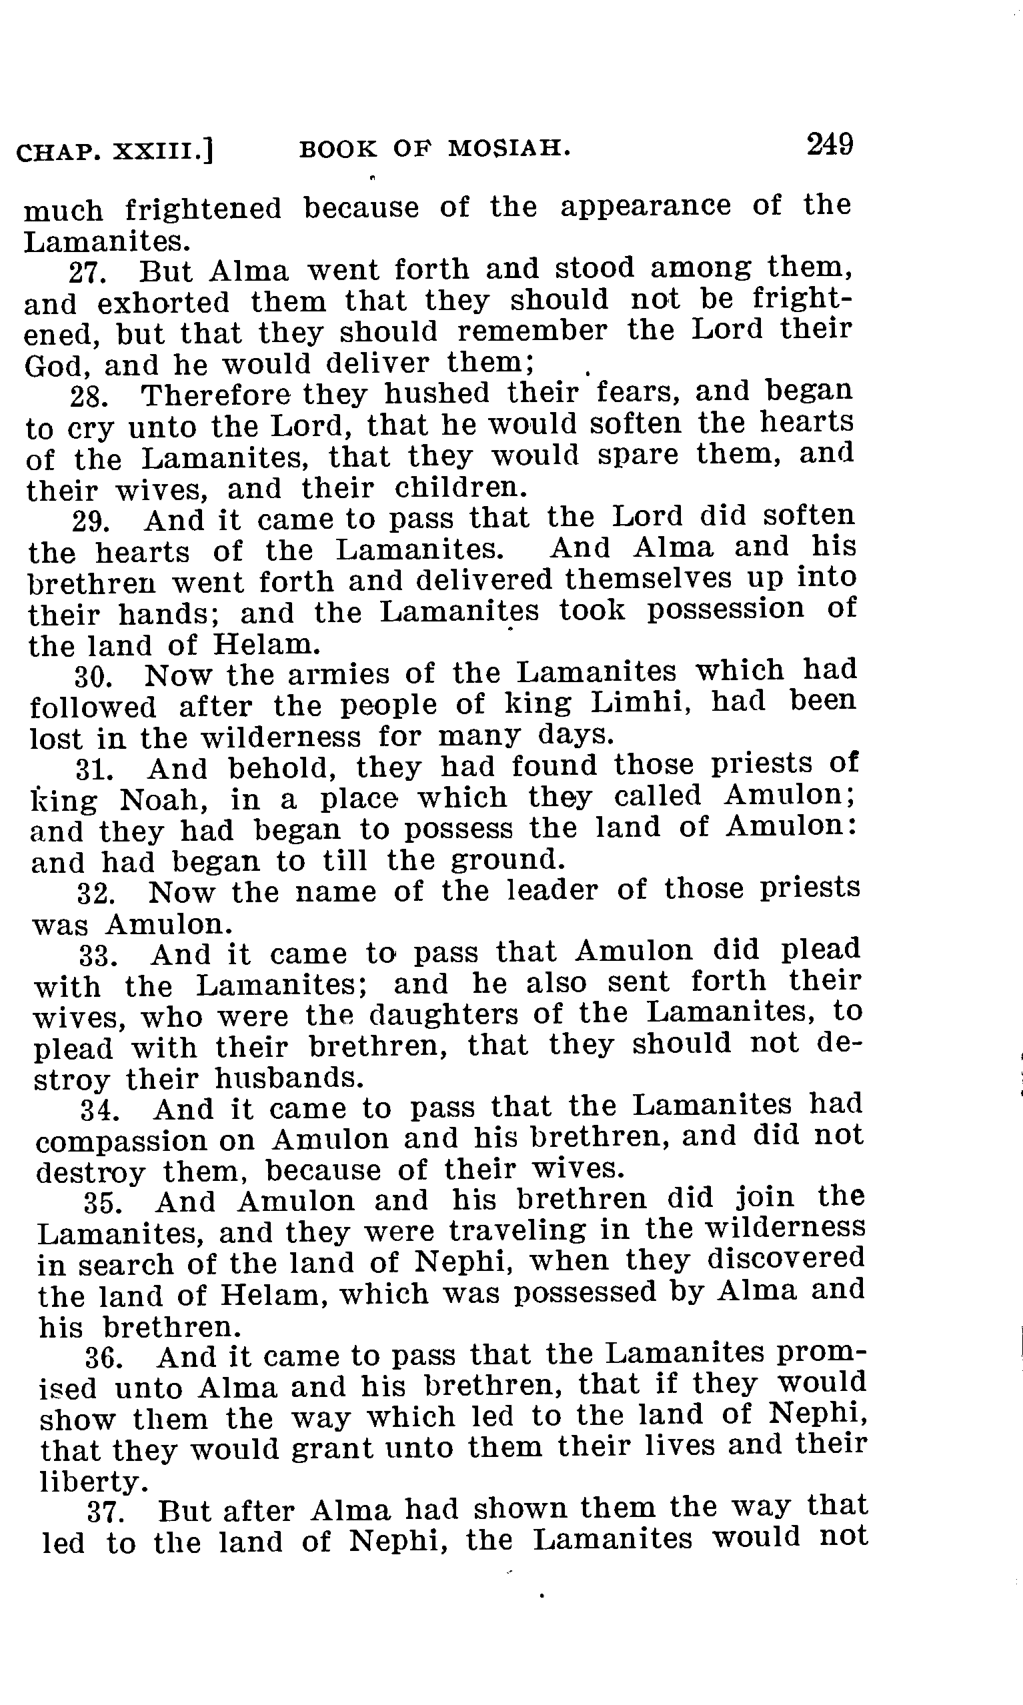 CHAP. XXIII.] BOOK OF MOSIAH. 249
much frightened because of the appearance of the
Lamanites.
27. But Alma went forth and stood among them,
and exhorted them that they should not be fright-
ened, but that they should remember the Lord their
God, and he would deliver them;
28. Therefore they hushed their fears, and began
to cry unto the Lord, that he would soften the hearts
of the Lamanites, that they would spare them, and
their wives, and their children.
29. And it came to pass that the Lord did soften
the hearts of the Lamanites. And Alma and his
brethren went forth and delivered themselves up into
their hands; and the Lamanites took possession of
the land of Helam.
30. Now the armies of the Lamanites which had
followed after the people of king Limhi, had been
lost in the wilderness for many days.
31. And behold, they had found those priests of
king Noah, in a place which they called Amulon;
and they had began to possess the land of Amulon:
and had began to till the ground.
32. Now the name of the leader of those priests
was Amulon.
33. And it came to pass that Amulon did plead
with the Lamanites; and he also sent forth their
wives, who were the daughters of the Lamanites, to
plead with their brethren, that they should not de-
stroy their husbands.
34. And it came to pass that the Lamanites had
compassion on Amulon and his brethren, and did not
destroy them, because of their wives.
35. And Amulon and his brethren did join the
Lamanites, and they were traveling in the wilderness
in search of the land of Nephi, when they discovered
the land of Helam, which was possessed by Alma and
his brethren.
36. And it came to pass that the Lamanites prom-
ised unto Alma and his brethren, that if they would
show them the way which led to the land of Nephi,
that they would grant unto them their lives and their
liberty.
37. But after Alma had shown them the way that
led to the land of Nephi, the Lamanites would not